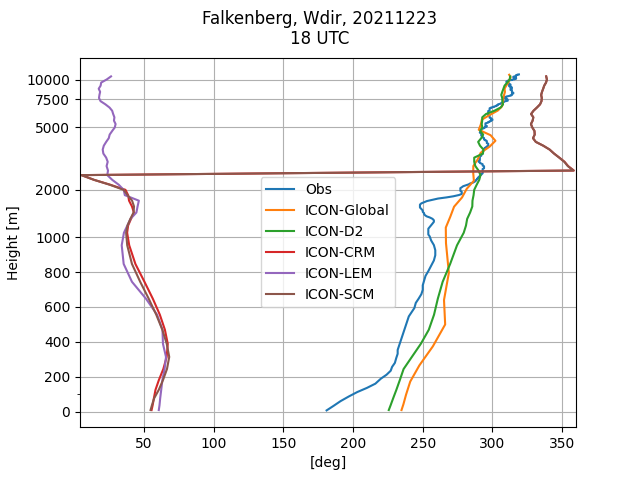 Falkenberg, Wdir, 20211223
18 UTC
Height [m]
10000
7500
5000
2000
1000
800
600
400
200
0
Obs
ICON-Global
ICON-D2
ICON-CRM
ICON-LEM
ICON-SCM
50 100 150 200 250 300 350
[deg]